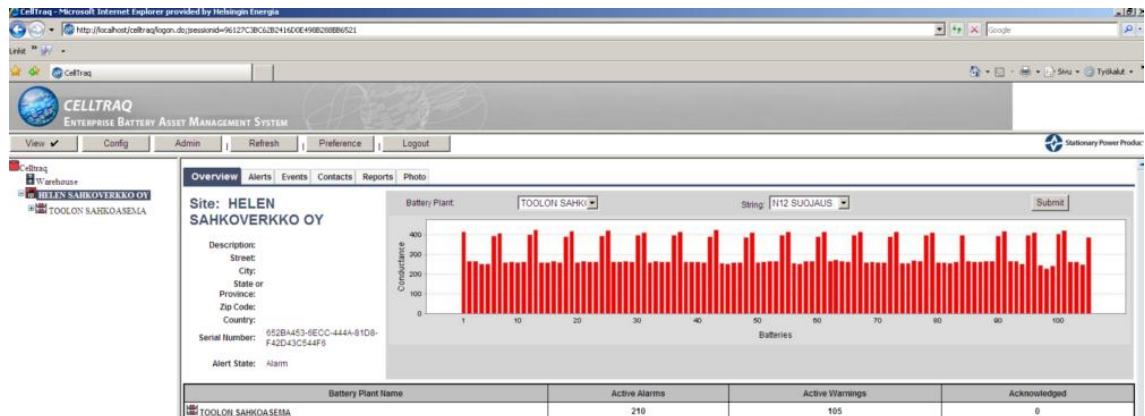 CellTraq - Microsoft Internet Explorer provided by Helsingin Energia
http://localhost/celltraq/logon.do;jsessionid=96127C3BC62B2416D0E498B288BB6521
Google
Linkit
CellTraq
Sivu Työkalut
CELLTRAQ
ENTERPRISE BATTERY ASSET MANAGEMENT SYSTEM
View Config Admin | Refresh | Preference | Logout
Stationary Power Produc
Celltraq
Warehouse
HELEN SAHKOVERKKO OY
TOOLON SAHKOASEMA
Overview Alerts Events Contacts Reports Photo
Site: HELEN
SAHKOVERKKO OY
Description:
Street:
City:
State or
Province:
Zip Code:
Country:
Serial Number: 652BA453-6ECC-444A-81D8-
F42D43C544F6
Alert State: Alarm
Battery Plant: TOOLON SAHK String: N12 SUOJAUS Submit
Conductance
400
300
200
100
0
1 10 20 30 40 50 60 70 80 90 100
Batteries
Battery Plant Name Active Alarms Active Warnings Acknowledged
TOOLON SAHKOASEMA 210 105 0